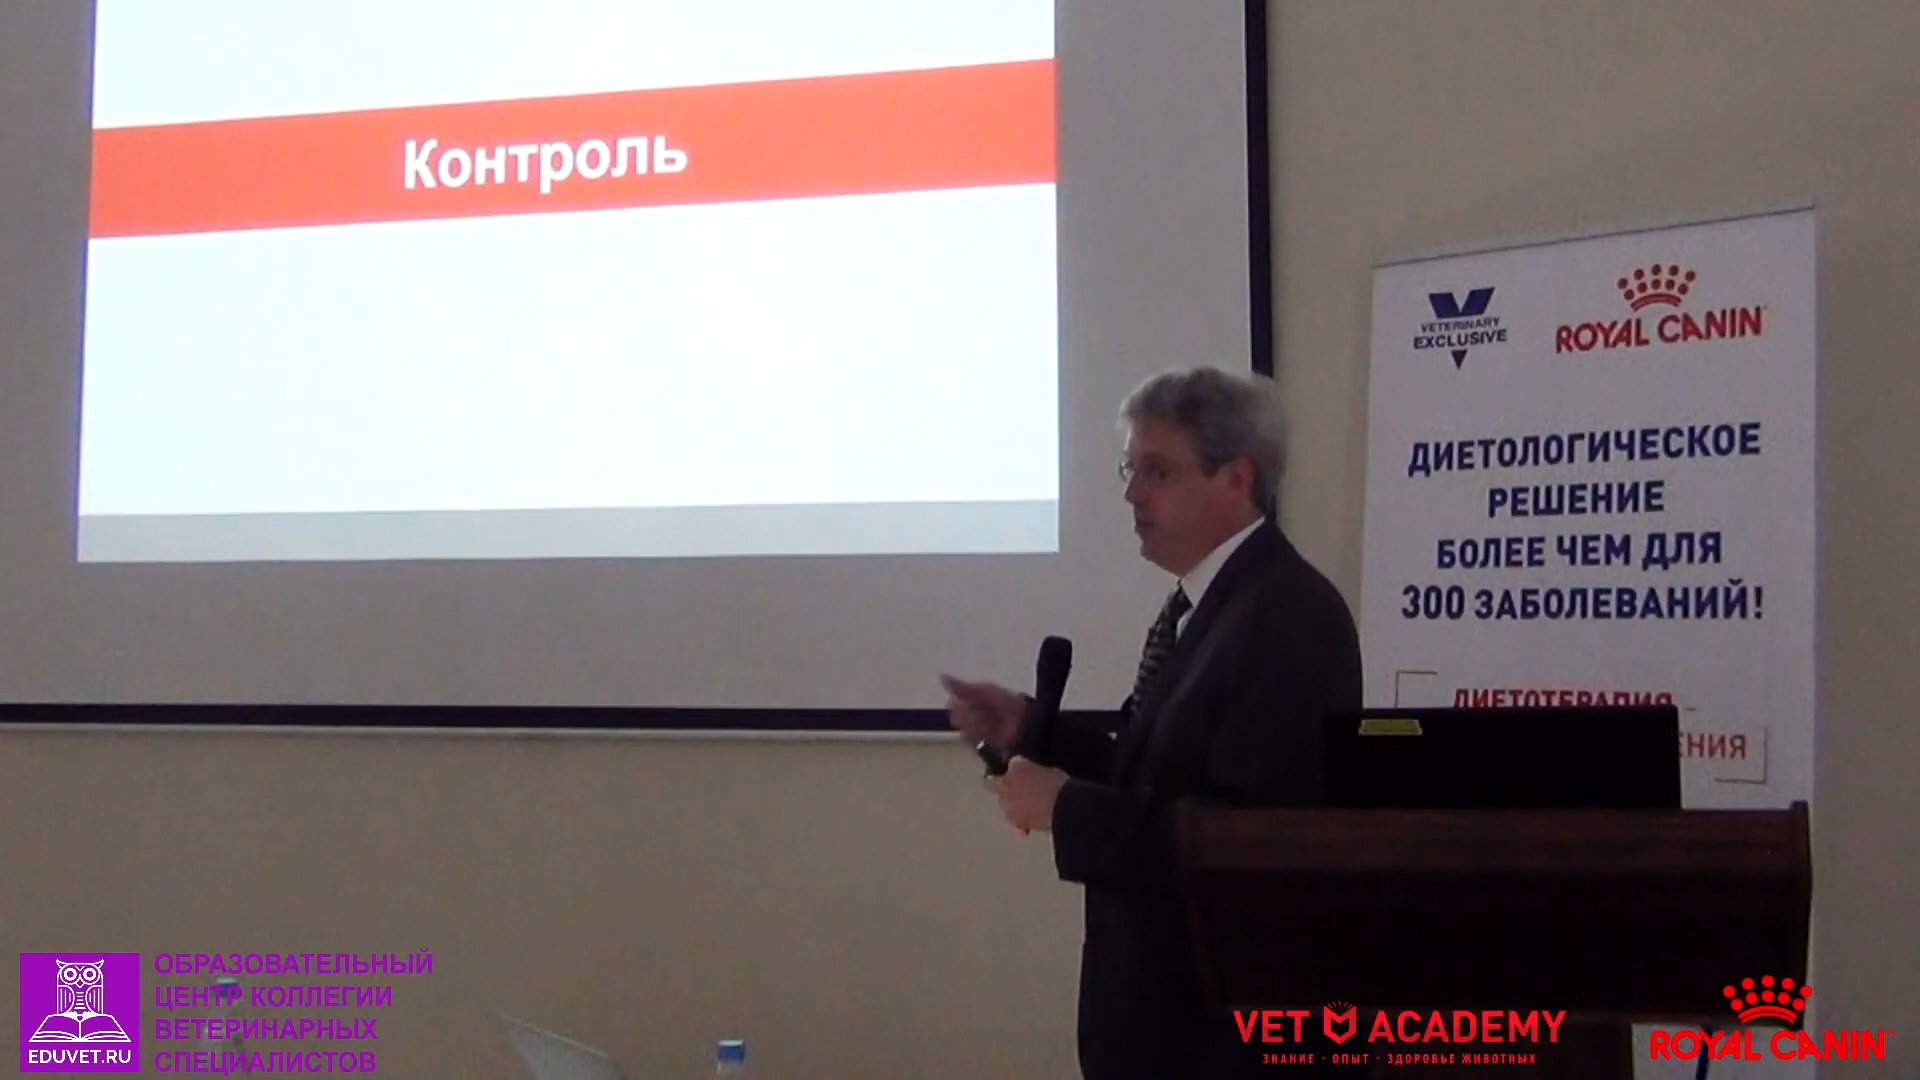 Контроль
VETERINARY
EXCLUSIVE
ROYAL CANIN
ДИЕТОЛОГИЧЕСКОЕ
РЕШЕНИЕ
БОЛЕЕ ЧЕМ ДЛЯ
300 ЗАБОЛЕВАНИЙ!
ДИЕТОТЕРАПИЯ
EDUVET.RU
ОБРАЗОВАТЕЛЬНЫЙ
ЦЕНТР КОЛЛЕГИИ
ВЕТЕРИНАРНЫХ
СПЕЦИАЛИСТОВ
VET ACADEMY
ЗНАНИЕ · ОПЫТ · ЗДОРОВЬЕ ЖИВОТНЫХ
ROYAL CANIN